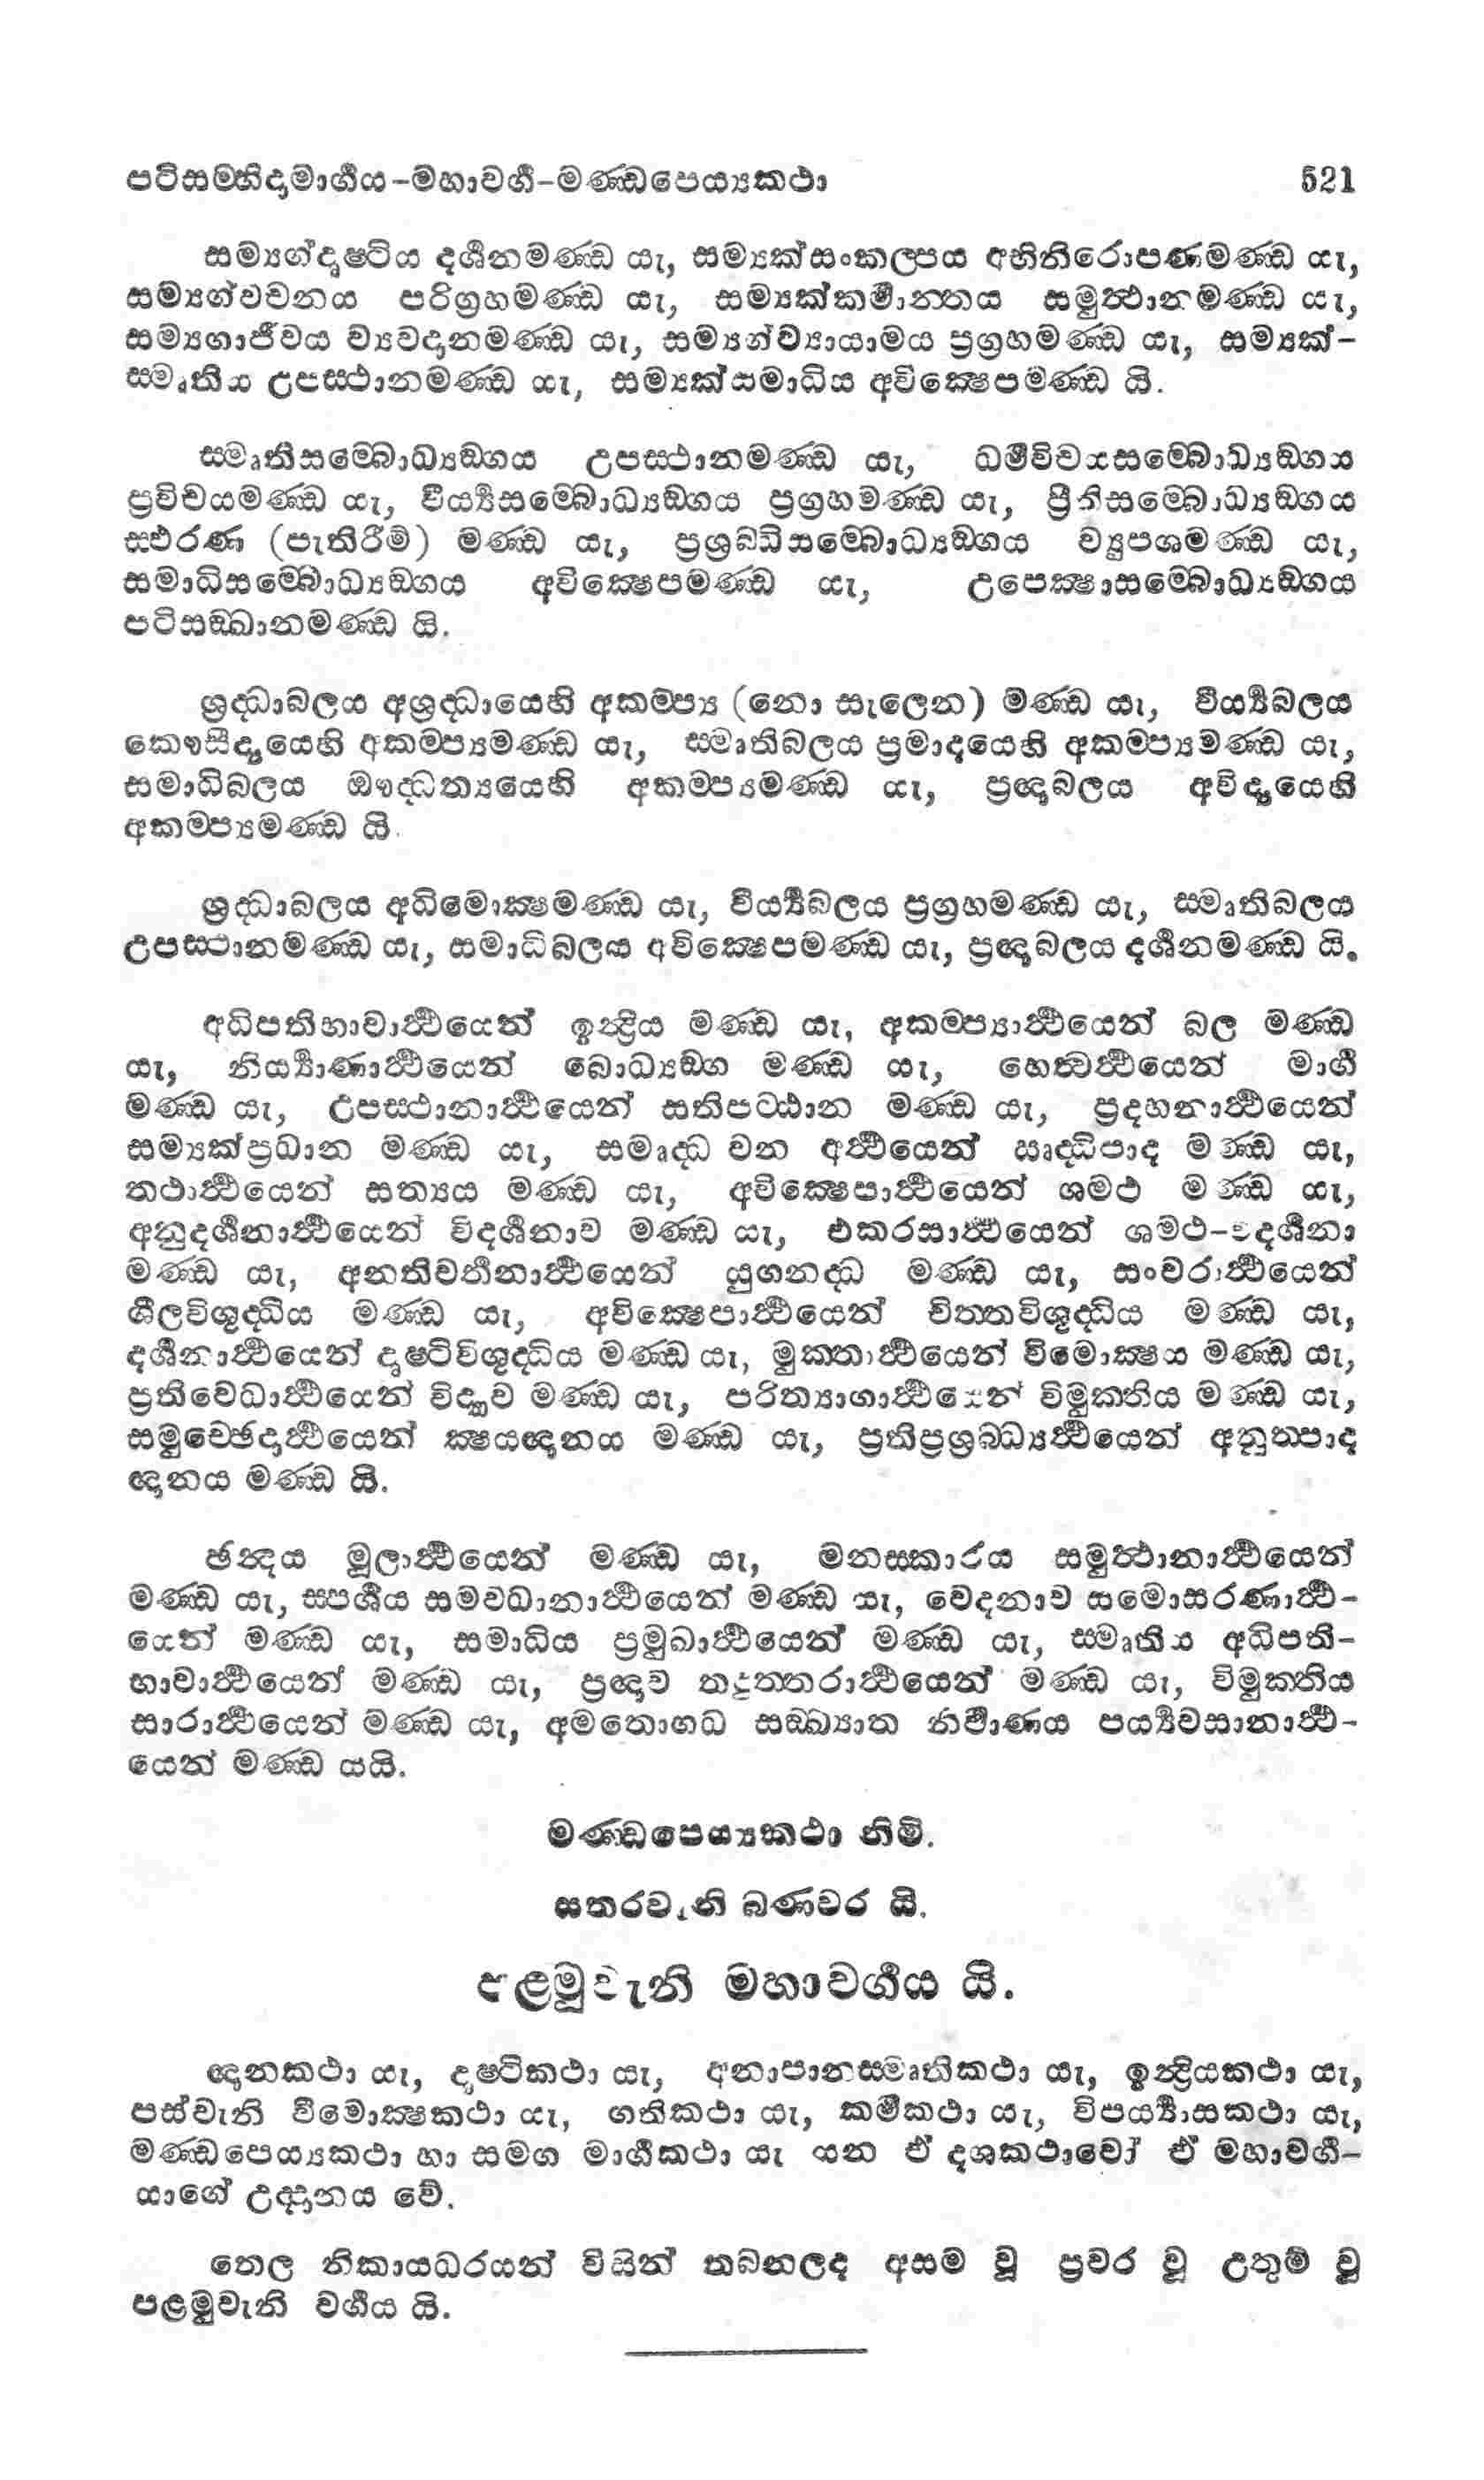 පටිසම්භිදාමාර්‍ගය-මහාවර්‍ග-මණ්ඩපෙය්‍යකථා 521
සම්‍යග්දෘෂ්ටිය දර්‍ශනමණ්ඩ යැ, සම්‍යක්සංකල්පය අභිනිරොපණමණ්ඩ යැ,
සම්‍යග්වචනය පරිග්‍රහමණ්ඩ යැ, සම්‍යක්කර්‍මාන්තය සමුත්ථානමණ්ඩ යැ,
සම්‍යගාජීවය ව්‍යවදානමණ්ඩ යැ, සම්‍යන්ව්‍යායාමය ප්‍රග්‍රහමණ්ඩ යැ, සම්‍යක්-
ස්මෘතිය උපස්ථානමණ්ඩ යැ, සම්‍යක්සමාධිය අවික්‍ෂෙපමණ්ඩ යි.
ස්මෘතිසම්බොධ්‍යඞ්ගය උපස්ථානමණ්ඩ යැ, ධර්‍මවිචයසම්බොධ්‍යඞ්ගය
ප්‍රවිචයමණ්ඩ යැ, වීර්‍ය්‍යසම්බොධ්‍යඞ්ගය ප්‍රග්‍රහමණ්ඩ යැ, ප්‍රීතිසම්බොධ්‍යඞ්ගය
ස්ඵරණ (පැතිරීම්) මණ්ඩ යැ, ප්‍රශ්‍රබ්ධිසම්බොධ්‍යඞ්ගය ව්‍යුපශමණ්ඩ යැ,
සමාධිසම්බොධ්‍යඞ්ගය අවික්‍ෂෙපමණ්ඩ යැ, උපෙක්‍ෂාසම්බොධ්‍යඞ්ගය
පටිසඞ්ඛානමණ්ඩ යි.
ශ්‍රද්ධාබලය අශ්‍රද්ධායෙහි අකම්ප්‍ය (නො සැලෙන) මණ්ඩ යැ, වීර්‍ය්‍යබලය
කෞසීද්‍යයෙහි අකම්ප්‍යමණ්ඩ යැ, ස්මෘතිබලය ප්‍රමාදයෙහි අකම්ප්‍යමණ්ඩ යැ,
සමාධිබලය ඖද්ධත්‍යයෙහි අකම්ප්‍යමණ්ඩ යැ, ප්‍රඥාබලය අවිද්‍යායෙහි
අකම්ප්‍යමණ්ඩ යි.
ශ්‍රද්ධාබලය අධිමොක්‍ෂමණ්ඩ යැ, වීර්‍ය්‍යබලය ප්‍රග්‍රහමණ්ඩ යැ, ස්මෘතිබලය
උපස්ථානමණ්ඩ යැ, සමාධිබලය අවික්‍ෂෙපමණ්ඩ යැ, ප්‍රඥාබලය දර්‍ශනමණ්ඩ යි.
අධිපතිභාවාර්‍ත්‍ථයෙන් ඉන්ද්‍රිය මණ්ඩ යැ, අකම්ප්‍යාර්‍ත්‍ථයෙන් බල මණ්ඩ
යැ, නිර්‍ය්‍යාණාර්‍ත්‍ථයෙන් බොධ්‍යඞ්ග මණ්ඩ යැ, හෙත්වර්‍ත්‍ථයෙන් මාර්‍ග
මණ්ඩ යැ, උපස්ථානාර්‍ත්‍ථයෙන් සතිපට්ඨාන මණ්ඩ යැ, ප්‍රදහනාර්‍ත්‍ථයෙන්
සම්‍යක්ප්‍රධාන මණ්ඩ යැ, සමෘද්ධ වන අර්‍ත්‍ථයෙන් ඍද්ධිපාද මණ්ඩ යැ,
තථාර්‍ත්‍ථයෙන් සත්‍යය මණ්ඩ යැ, අවික්‍ෂෙපාර්‍ත්‍ථයෙන් ශමථ මණ්ඩ යැ,
අනුදර්‍ශනාර්‍ත්‍ථයෙන් විදර්‍ශනාව මණ්ඩ යැ, එකරසාර්‍ත්‍ථයෙන් ශමථ-විදර්‍ශනා
මණ්ඩ යැ, අනතිවර්‍තනාර්‍ත්‍ථයෙන් යුගනද්ධ මණ්ඩ යැ, සංවරාර්‍ත්‍ථයෙන්
ශීලවිශුද්ධිය මණ්ඩ යැ, අවික්‍ෂෙපාර්‍ත්‍ථයෙන් චිත්තවිශුද්ධිය මණ්ඩ යැ,
දර්‍ශනාර්‍ත්‍ථයෙන් දෘෂ්ටිවිශුද්ධිය මණ්ඩ යැ, මුක්තාර්‍ත්‍ථයෙන් විමොක්‍ෂය මණ්ඩ යැ,
ප්‍රතිවෙධාර්‍ත්‍ථයෙන් විද්‍යාව මණ්ඩ යැ, පරිත්‍යාගාර්‍ත්‍ථයෙන් විමුක්තිය මණ්ඩ යැ,
සමුච්ඡෙදාර්‍ත්‍ථයෙන් ක්‍ෂයඥානය මණ්ඩ යැ, ප්‍රතිප්‍රශ්‍රබ්ධ්‍යර්‍ත්‍ථයෙන් අනුත්පාද
ඥානය මණ්ඩ යි.
ඡන්දය මූලාර්‍ත්‍ථයෙන් මණ්ඩ යැ, මනස්කාරය සමුත්ථානාර්‍ත්‍ථයෙන්
මණ්ඩ යැ, ස්පර්‍ශය සමවධානාර්‍ත්‍ථයෙන් මණ්ඩ යැ, වෙදනාව සමොසරණාර්‍ත්‍ථ-
යෙන් මණ්ඩ යැ, සමාධිය ප්‍රමුඛාර්‍ත්‍ථයෙන් මණ්ඩ යැ, ස්මෘතිය අධිපති-
භාවාර්‍ත්‍ථයෙන් මණ්ඩ යැ, ප්‍රඥාව තදුත්තරාර්‍ත්‍ථයෙන් මණ්ඩ යැ, විමුක්තිය
සාරාර්‍ත්‍ථයෙන් මණ්ඩ යැ, අමතොගධ සඞ්ඛ්‍යාත නිර්‍වාණය පර්‍ය්‍යවසානාර්‍ත්‍ථ-
යෙන් මණ්ඩ යයි.
මණ්ඩපෙය්‍යකථා නිමි.
සතරවැනි බණවර යි.
පළමුවැනි මහාවර්‍ගය යි.
ඥානකථා යැ, දෘෂ්ටිකථා යැ, අනාපානස්මෘතිකථා යැ, ඉන්ද්‍රියකථා යැ,
පස්වැනි විමොක්‍ෂකථා යැ, ගතිකථා යැ, කර්‍මකථා යැ, විපර්‍ය්‍යාසකථා යැ,
මණ්ඩපෙය්‍යකථා හා සමග මාර්‍ගකථා යැ යන ඒ දශකථාවෝ ඒ මහාවර්‍ග-
යාගේ උද්දානය වේ.
තෙල නිකායධරයන් විසින් තබනලද අසම වූ ප්‍රවර වූ උතුම් වූ
පළමුවැනි වර්‍ගය යි.